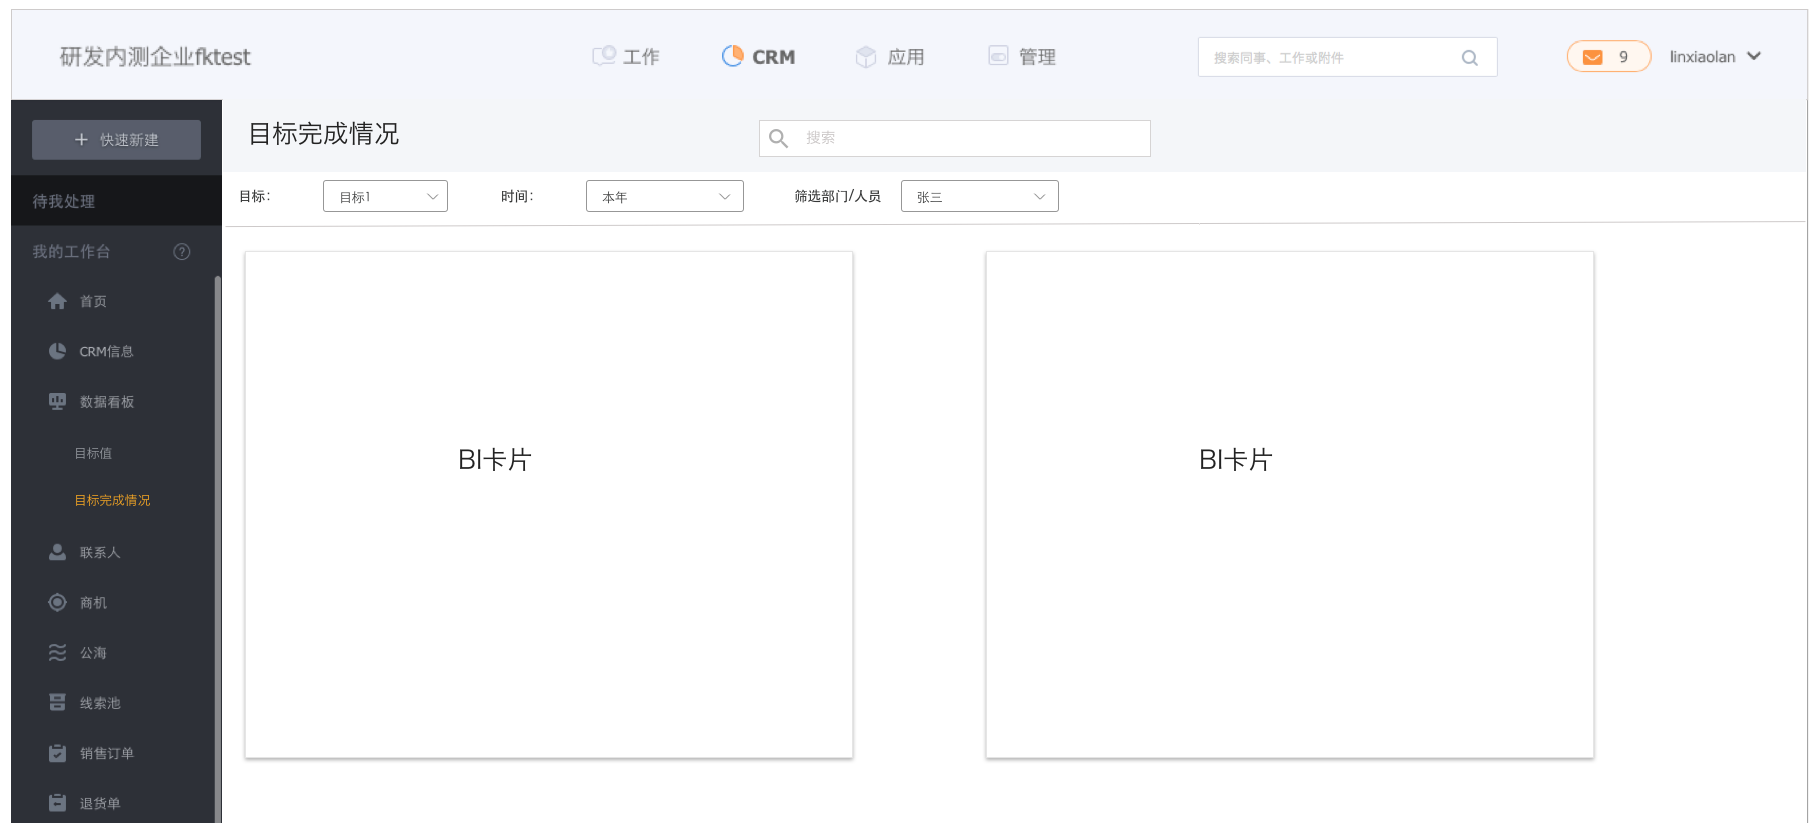 研发内测企业fktest
工作
CRM
应用
管理
搜索同事、工作或附件
9
linxiaolan
+ 快速新建
目标完成情况
搜索
待我处理
目标：
目标1
时间：
本年
筛选部门/人员
张三
我的工作台
?
首页
CRM信息
数据看板
目标值
目标完成情况
联系人
商机
公海
线索池
销售订单
退货单
BI卡片
BI卡片